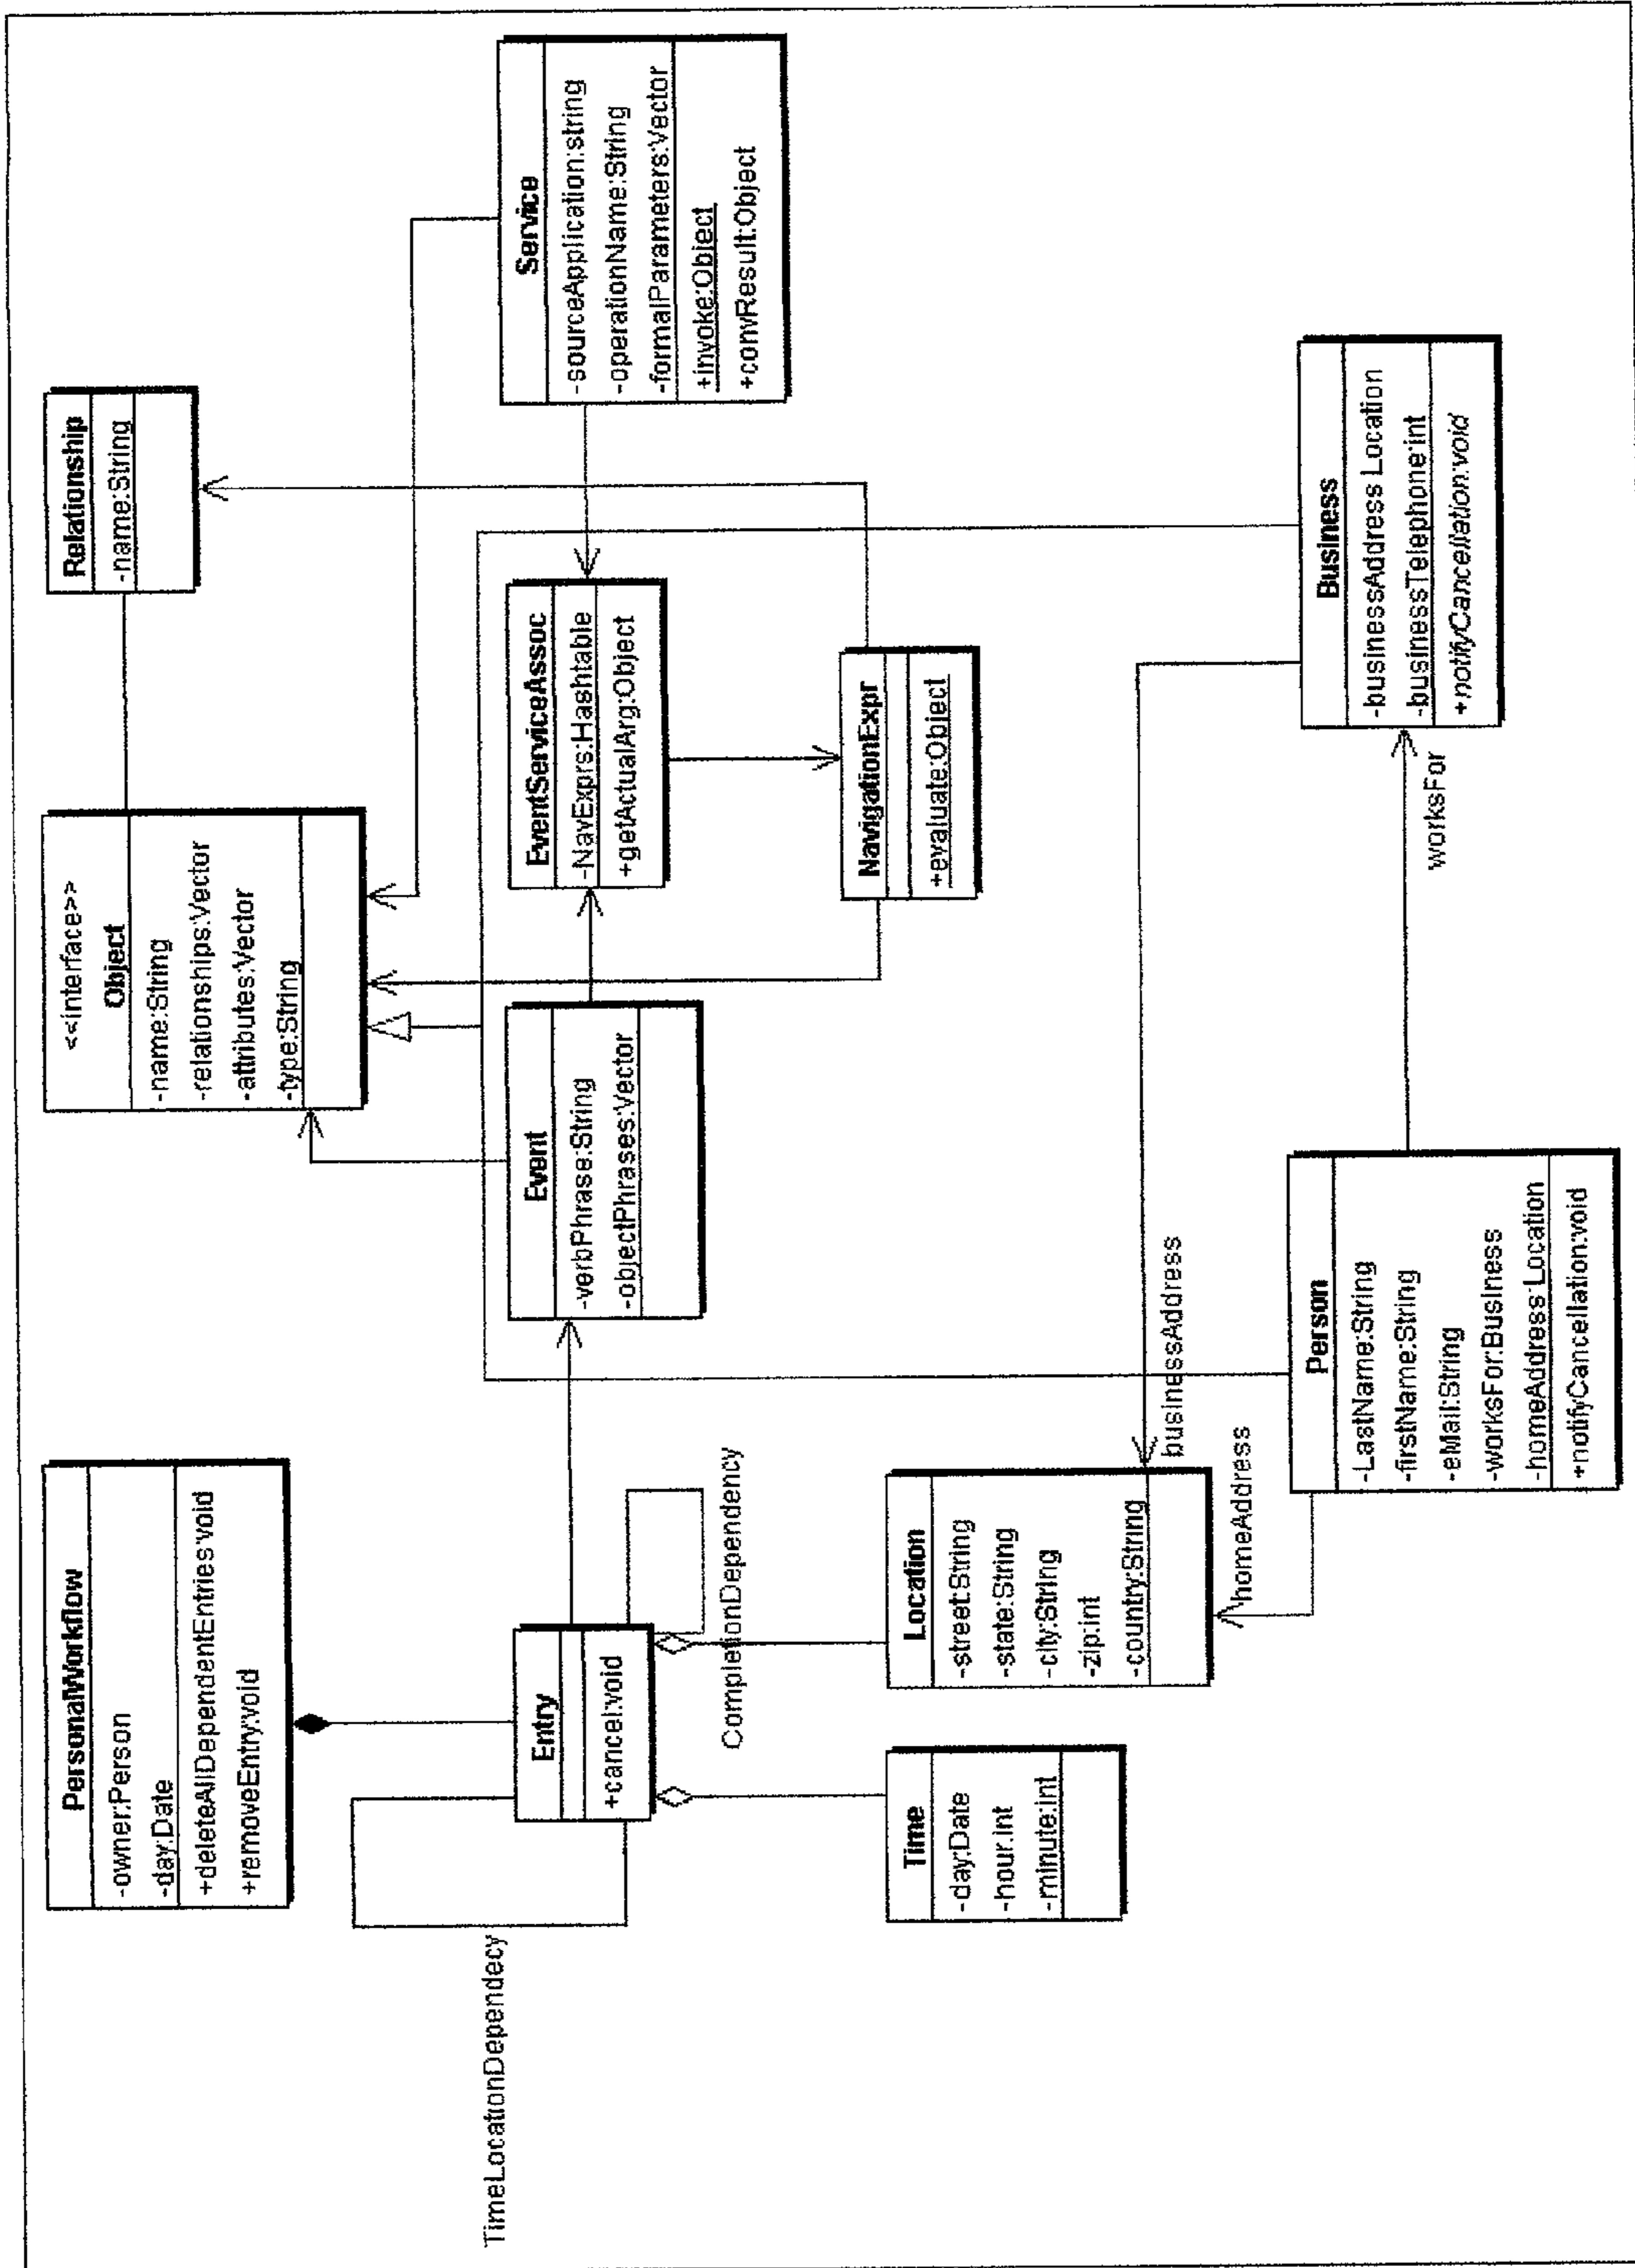 PersonalWorkflow
-owner:Person
-day:Date
+deleteAllDependentEntries:void
+removeEntry:void
<<interface>>
Object
-name:String
-relationships:Vector
-attributes:Vector
-type:String
Relationship
-name:String
TimeLocationDependecy
Entry
+cancel:void
CompletionDependency
Event
-verbPhrase:String
-objectPhrases:Vector
EventServiceAssoc
-NavExprs:Hashtable
+getActualArg:Object
Service
-sourceApplication:string
-operationName:String
-formalParameters:Vector
+invoke:Object
+convResult:Object
Time
-day:Date
-hour:int
-minute:int
Location
-street:String
-state:String
-city:String
-zip:int
-country:String
NavigationExpr
+evaluate:Object
businessAddress
homeAddress
Person
-LastName:String
-firstName:String
-eMail:String
-worksFor:Business
-homeAddress:Location
+notifyCancellation:void
worksFor
Business
-businessAddress Location
-businessTelephone:int
+notifyCancellation:void